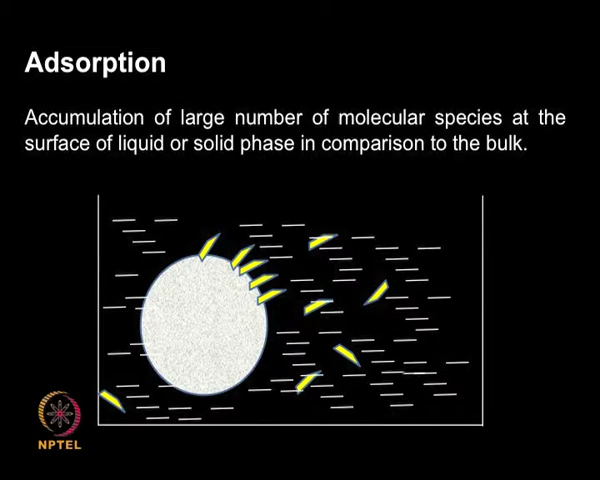 Adsorption
Accumulation of large number of molecular species at the
surface of liquid or solid phase in comparison to the bulk.
NPTEL